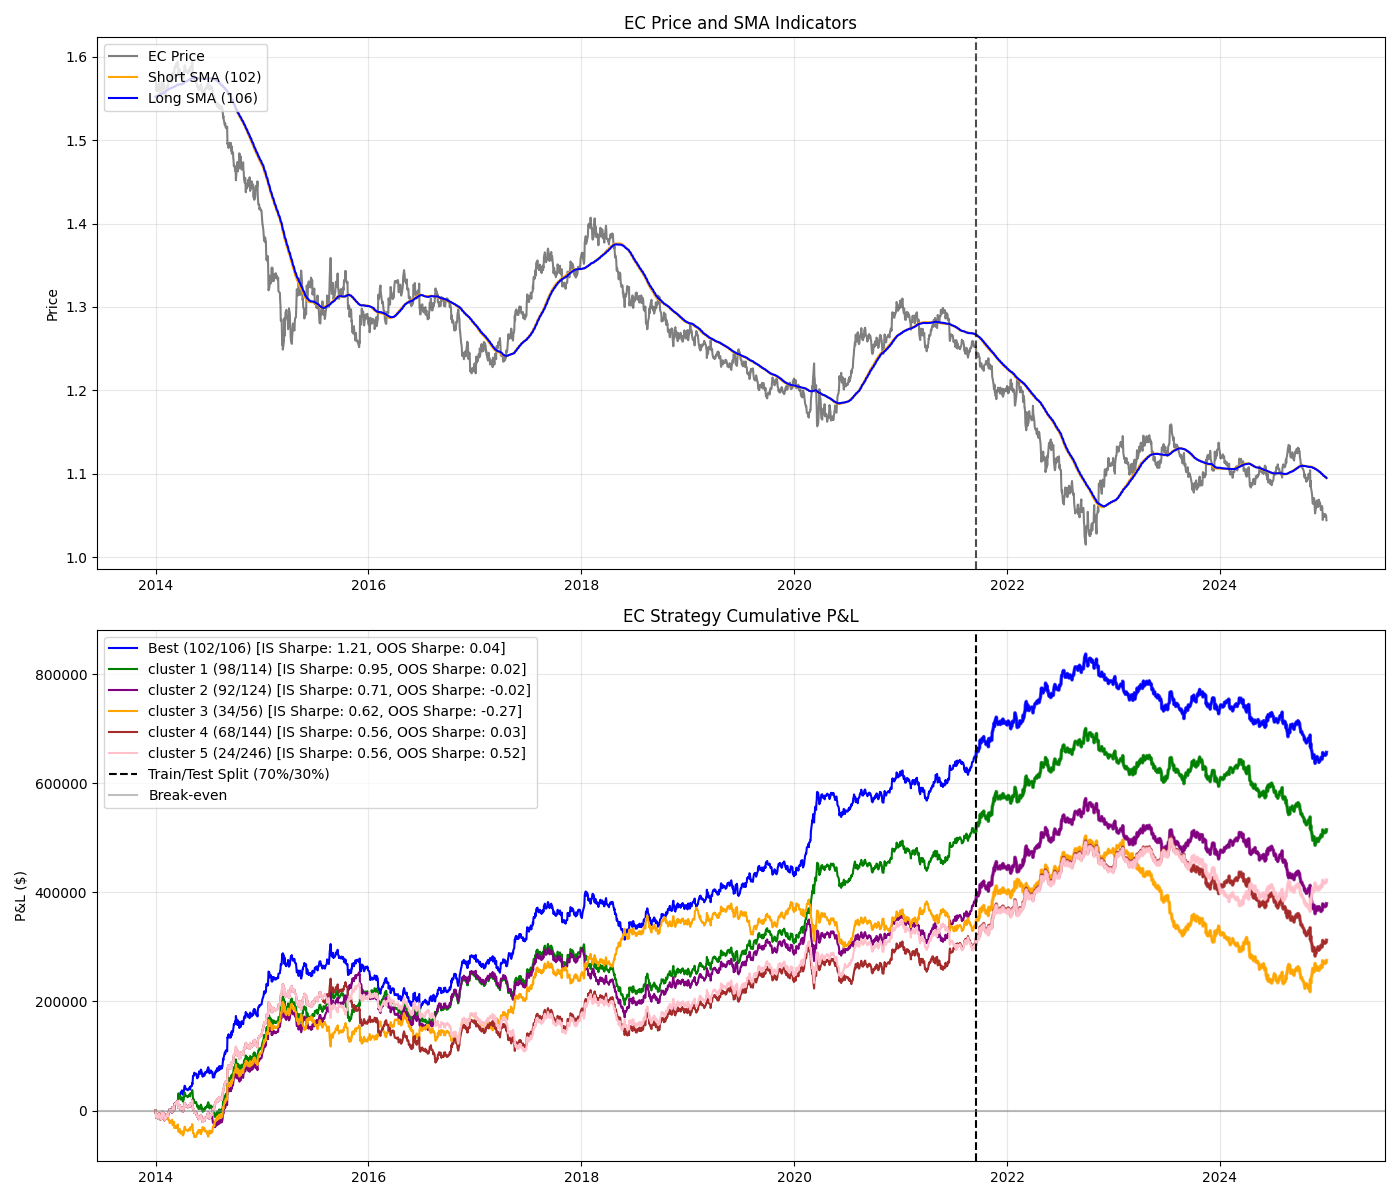 EC Price and SMA Indicators
EC Price
Short SMA (102)
Long SMA (106)
Price
1.6
1.5
1.4
1.3
1.2
1.1
1.0
2014 2016 2018 2020 2022 2024
EC Strategy Cumulative P&L
Best (102/106) [IS Sharpe: 1.21, OOS Sharpe: 0.04]
cluster 1 (98/114) [IS Sharpe: 0.95, OOS Sharpe: 0.02]
cluster 2 (92/124) [IS Sharpe: 0.71, OOS Sharpe: -0.02]
cluster 3 (34/56) [IS Sharpe: 0.62, OOS Sharpe: -0.27]
cluster 4 (68/144) [IS Sharpe: 0.56, OOS Sharpe: 0.03]
cluster 5 (24/246) [IS Sharpe: 0.56, OOS Sharpe: 0.52]
Train/Test Split (70%/30%)
Break-even
P&L ($)
800000
600000
400000
200000
0
2014 2016 2018 2020 2022 2024